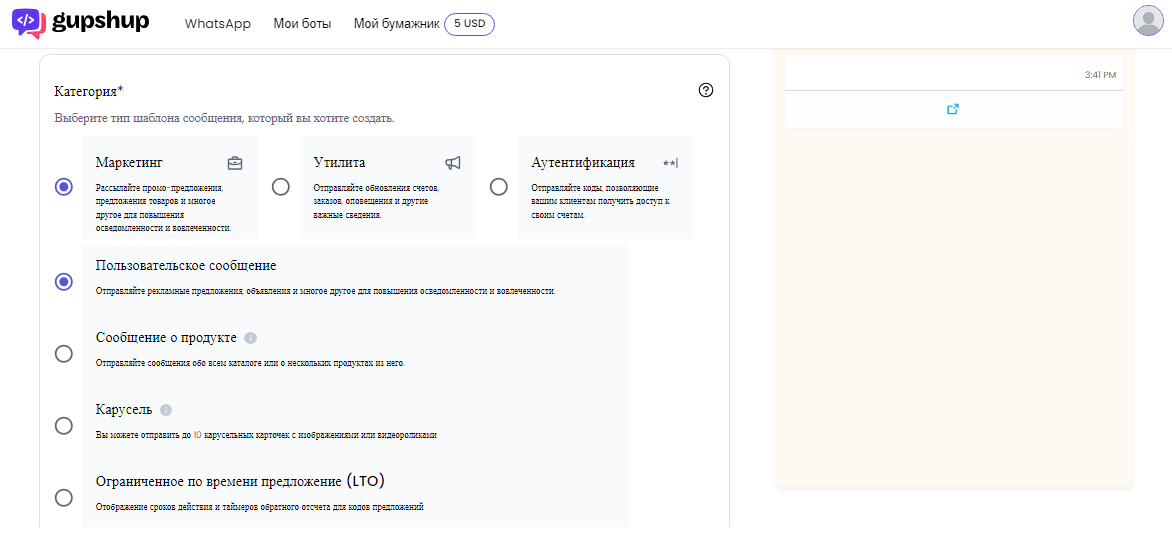 gupshup
WhatsApp Мои боты Мой бумажник 5 USD
3:41 PM
Категория*
Выберите тип шаблона сообщения, который вы хотите создать.
Маркетинг
Рассылайте промо-предложения,
предложения товаров и многое
другое для повышения
осведомленности и вовлеченности.
Утилита
Отправляйте обновления счетов,
заказов, оповещения и другие
важные сведения.
Аутентификация
Отправляйте коды, позволяющие
вашим клиентам получить доступ к
своим счетам.
Пользовательское сообщение
Отправляйте рекламные предложения, объявления и многое другое для повышения осведомленности и вовлеченности.
Сообщение о продукте
Отправляйте сообщения обо всем каталоге или о нескольких продуктах из него.
Карусель
Вы можете отправить до 10 карусельных карточек с изображениями или видеороликами
Ограниченное по времени предложение (LTO)
Отображение сроков действия и таймеров обратного отсчета для кодов предложений